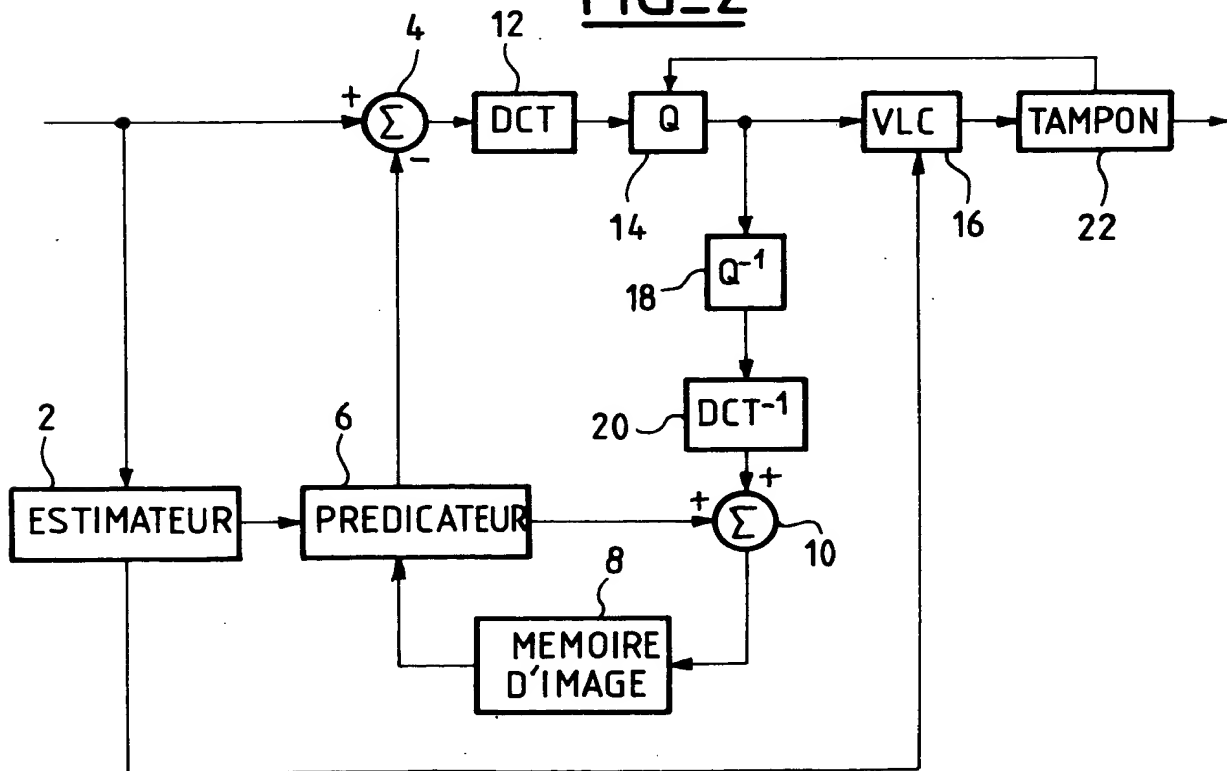 FIG_2
4
12
+
Σ
-
DCT
Q
VLC
TAMPON
14
16
22
18
Q⁻¹
20
DCT⁻¹
2
6
+
+
ESTIMATEUR
PREDICATEUR
Σ
10
8
MEMOIRE
D'IMAGE